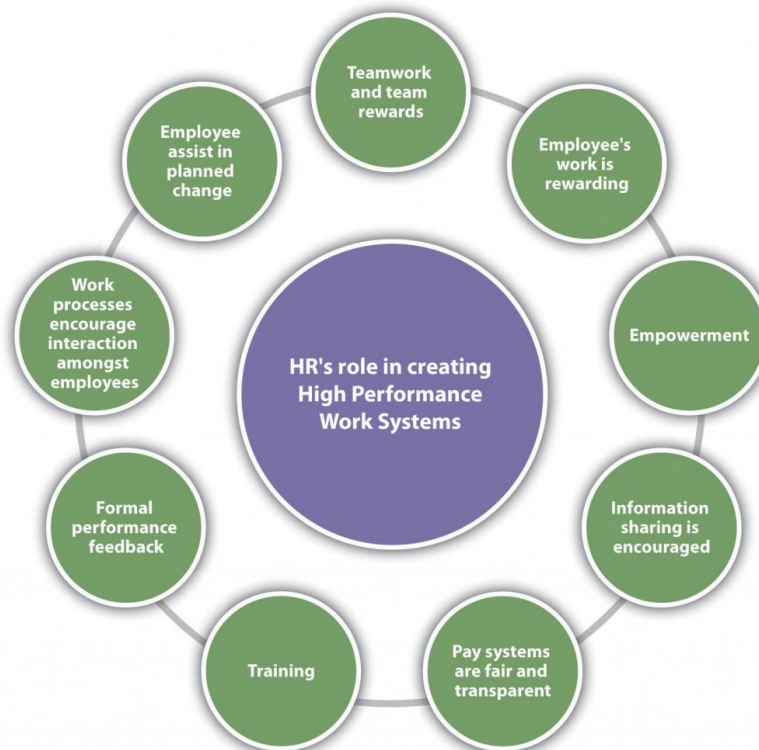 Teamwork
and team
rewards
Employee's
work is
rewarding
Empowerment
Information
sharing is
encouraged
Pay systems
are fair and
transparent
Training
Formal
performance
feedback
Work
processes
encourage
interaction
amongst
employees
Employee
assist in
planned
change
HR's role in creating
High Performance
Work Systems